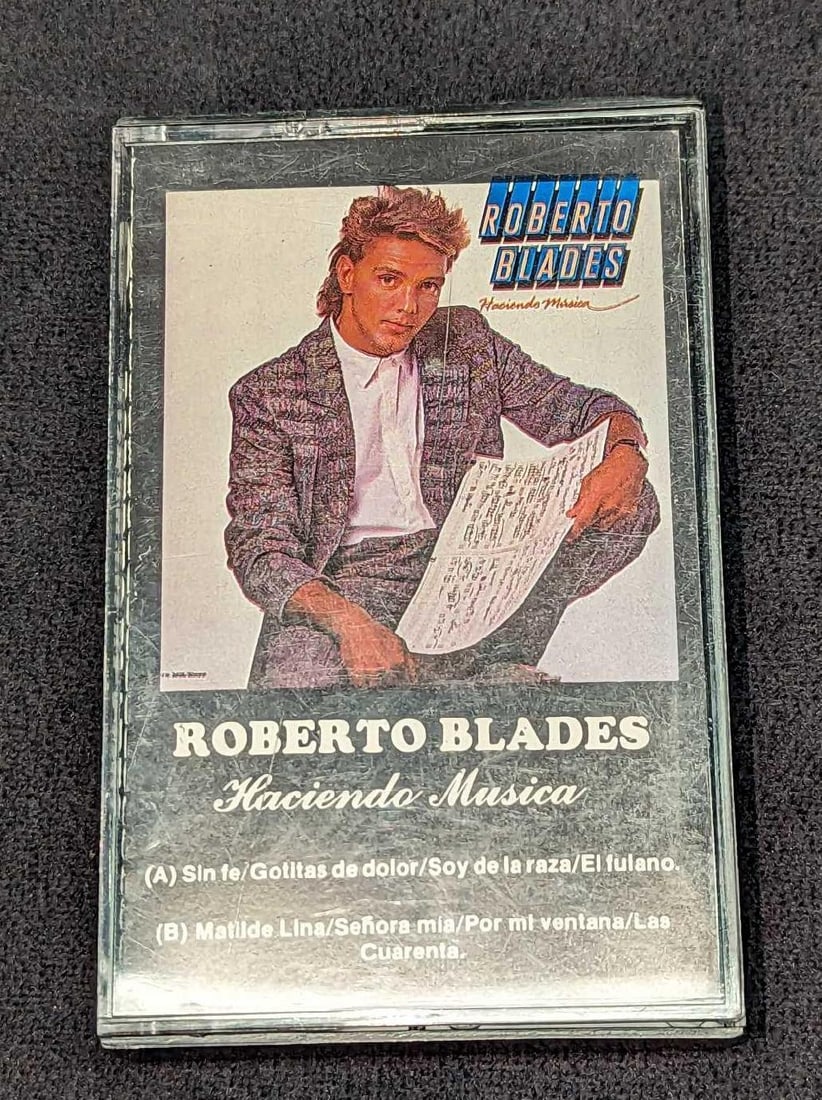 ROBERTO
BLADES
Haciendo Música
ROBERTO BLADES
Haciendo Musica
(A) Sin fe/Gotitas de dolor/Soy de la raza/El fulano.
(B) Matilde Lina/Señora mia/Por mi ventana/Las
Cuarenta.